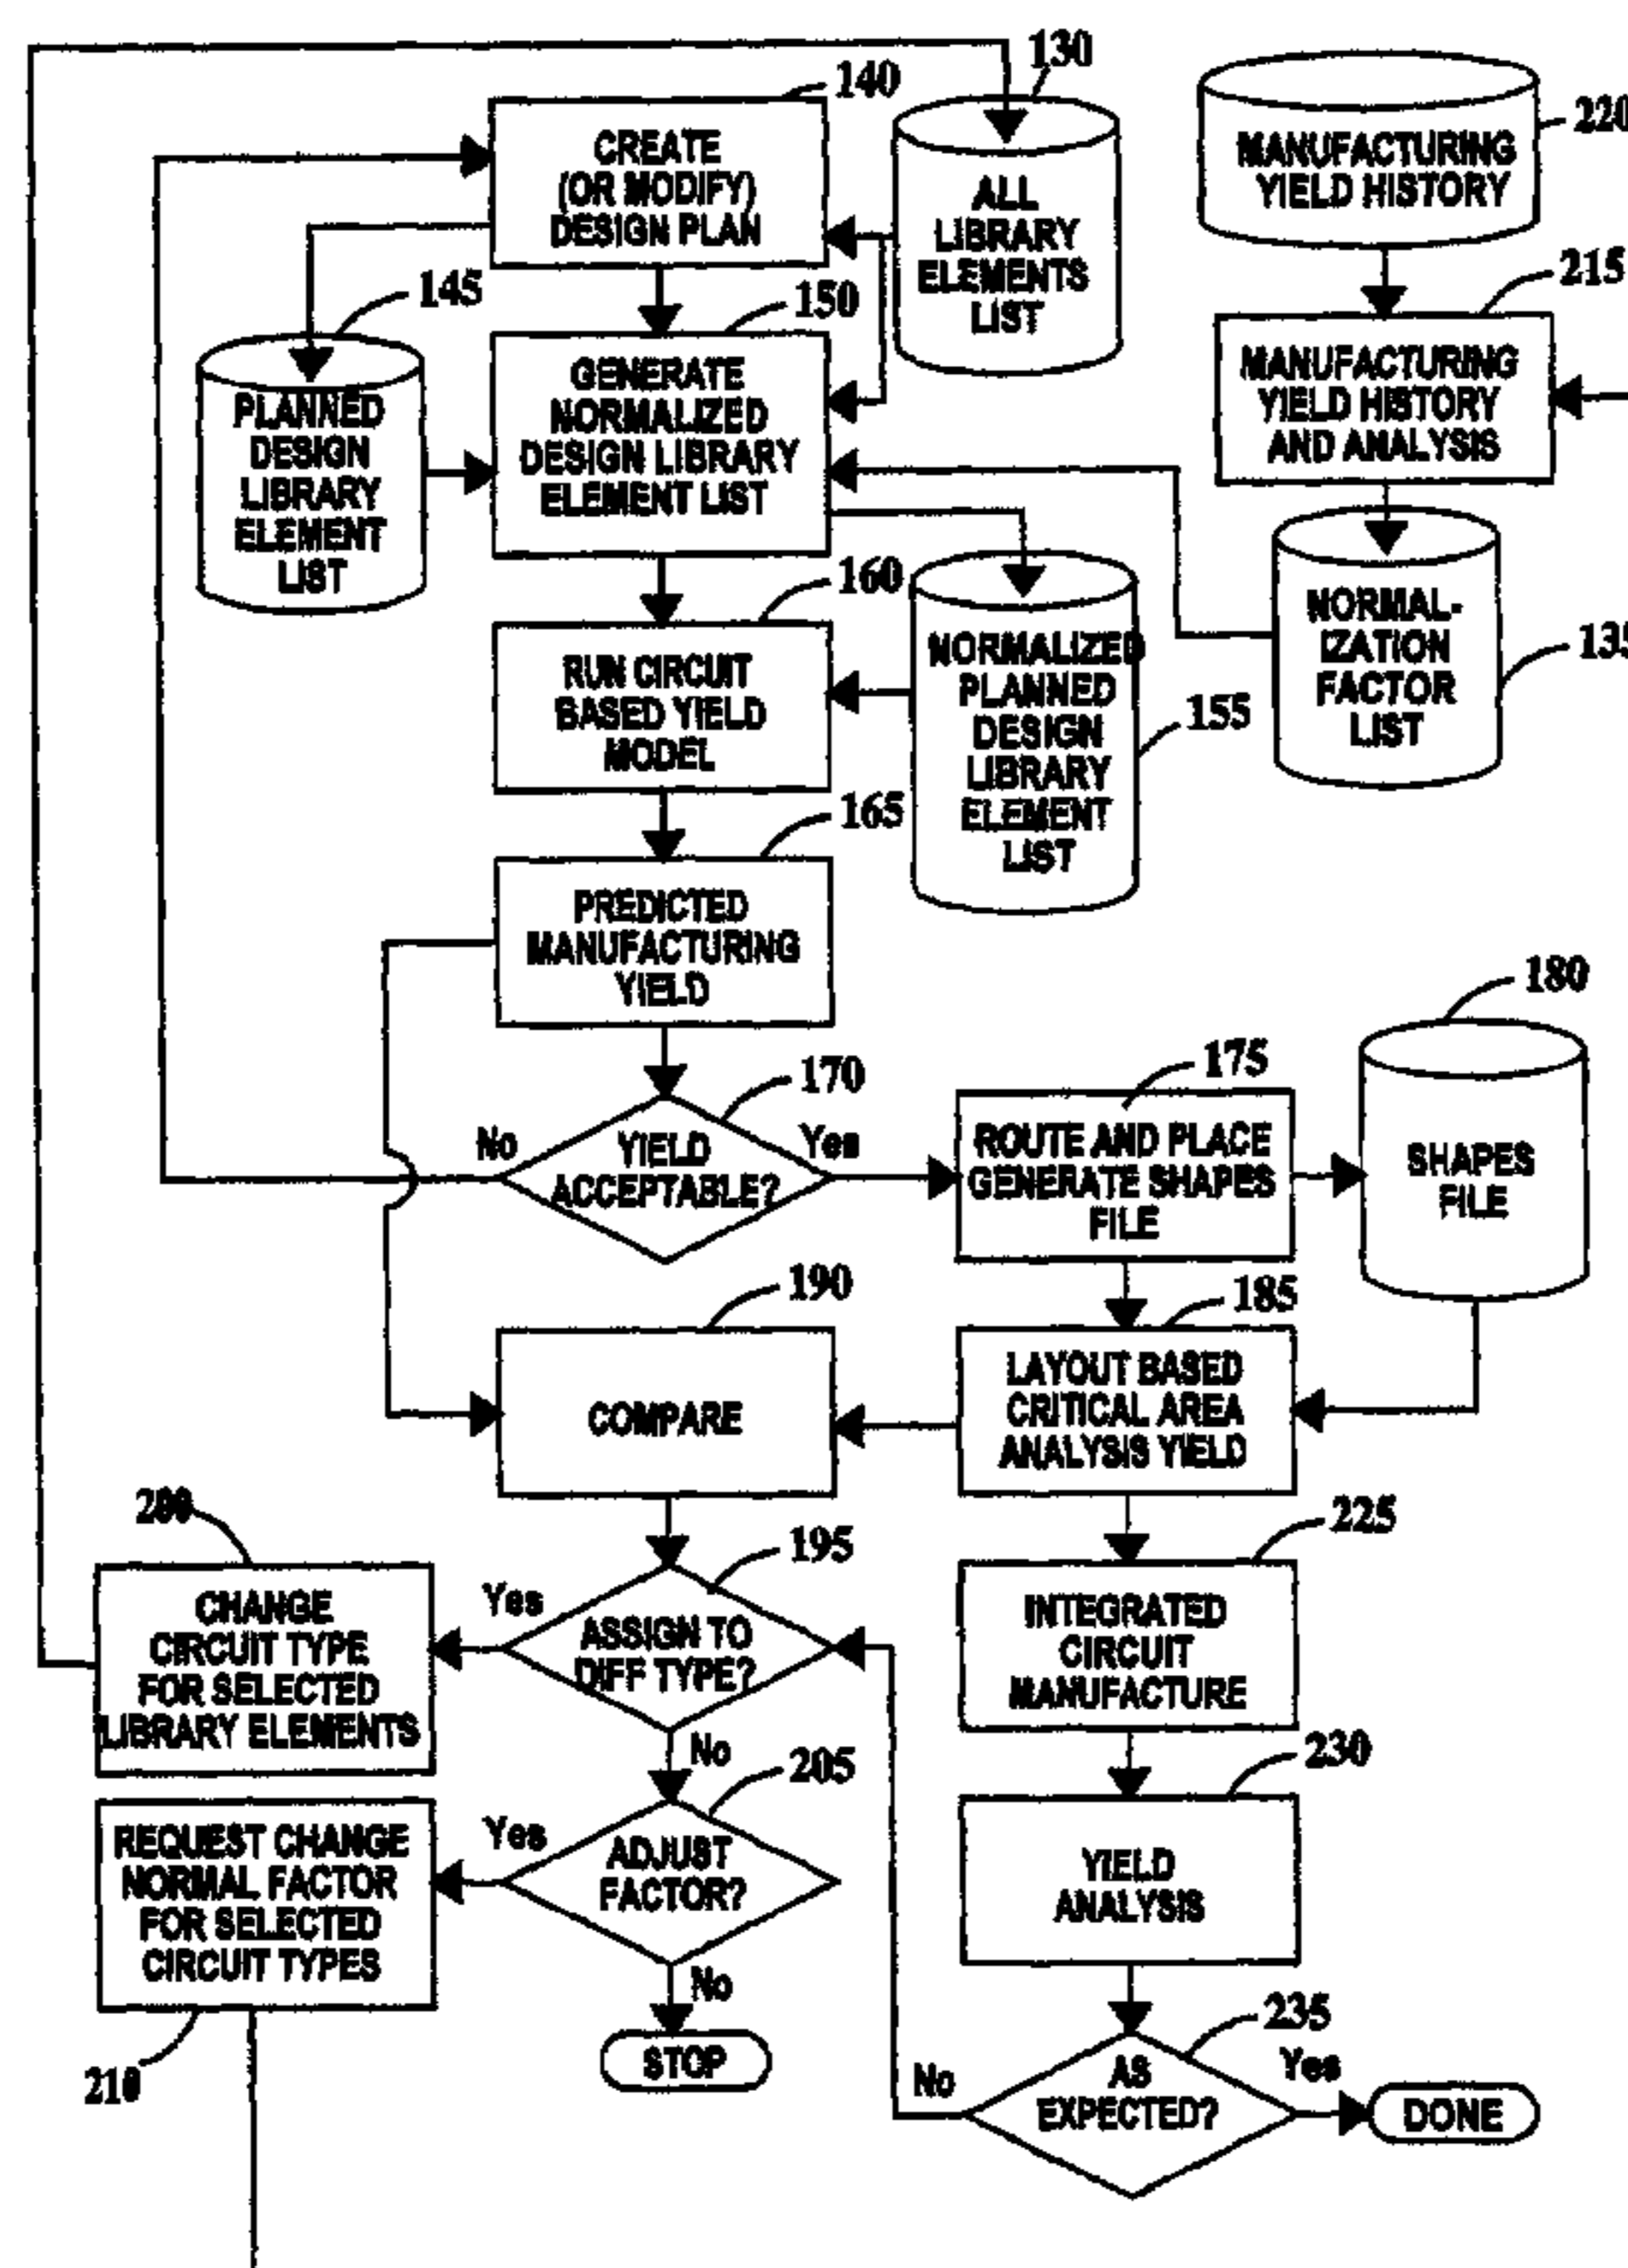 130
140
220
CREATE
(OR MODIFY)
DESIGN PLAN
ALL
LIBRARY
ELEMENTS
LIST
MANUFACTURING
YIELD HISTORY
145
150
215
PLANNED
DESIGN
LIBRARY
ELEMENT
LIST
GENERATE
NORMALIZED
DESIGN LIBRARY
ELEMENT LIST
MANUFACTURING
YIELD HISTORY
AND ANALYSIS
160
RUN CIRCUIT
BASED YIELD
MODEL
NORMALIZED
PLANNED
DESIGN
LIBRARY
ELEMENT
LIST
155
NORMAL-
IZATION
FACTOR
LIST
135
165
PREDICTED
MANUFACTURING
YIELD
180
170
175
No
YIELD
ACCEPTABLE?
Yes
ROUTE AND PLACE
GENERATE SHAPES
FILE
SHAPES
FILE
190
185
COMPARE
LAYOUT BASED
CRITICAL AREA
ANALYSIS YIELD
200
195
225
CHANGE
CIRCUIT TYPE
FOR SELECTED
LIBRARY ELEMENTS
Yes
ASSIGN TO
DIFF TYPE?
No
INTEGRATED
CIRCUIT
MANUFACTURE
205
230
REQUEST CHANGE
NORMAL FACTOR
FOR SELECTED
CIRCUIT TYPES
Yes
ADJUST
FACTOR?
No
YIELD
ANALYSIS
210
STOP
235
No
AS
EXPECTED?
Yes
DONE